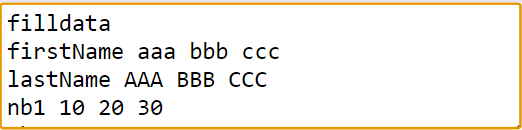 filldata
firstName aaa bbb ccc
lastName AAA BBB CCC
nb1 10 20 30